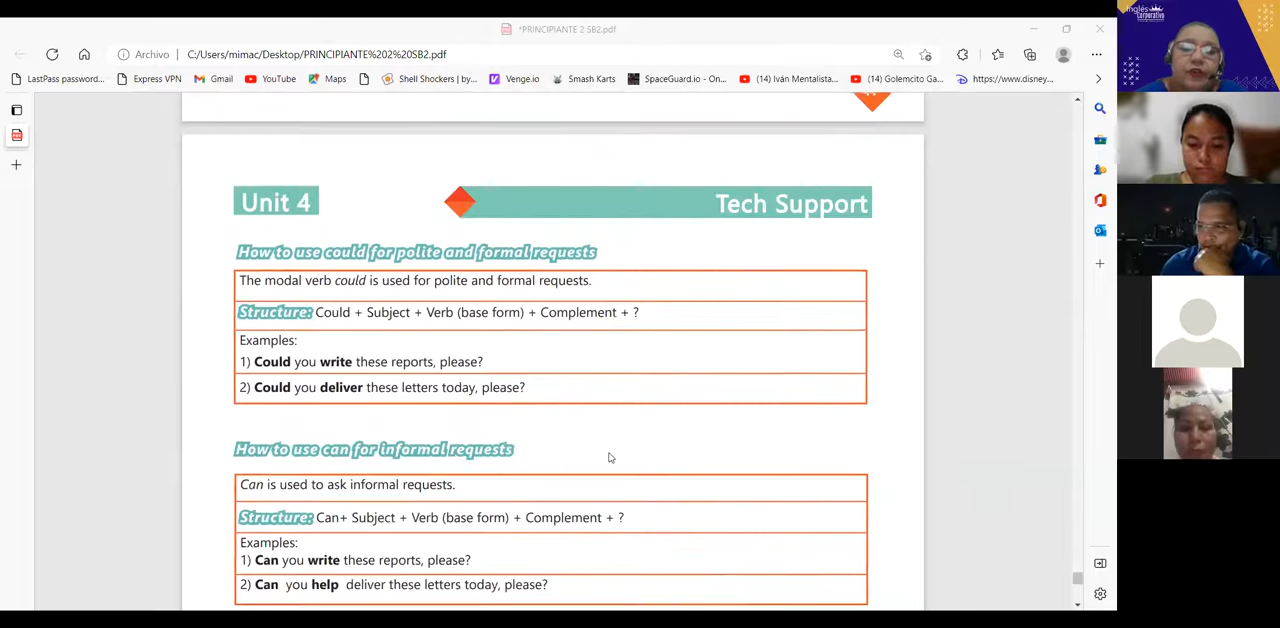 *PRINCIPIANTE 2 SB2.pdf
Archivo
C:/Users/mimac/Desktop/PRINCIPIANTE%202%20SB2.pdf
LastPass password...
Express VPN
Gmail
YouTube
Maps
Shell Shockers | by...
Venge.io
Smash Karts
SpaceGuard.io - On...
(14) Iván Mentalista...
(14) Golemcito Ga...
https://www.disney...
Inglés
Corporativo
Unit 4
Tech Support
How to use could for polite and formal requests
The modal verb could is used for polite and formal requests.
Structure: Could + Subject + Verb (base form) + Complement + ?
Examples:
1) Could you write these reports, please?
2) Could you deliver these letters today, please?
How to use can for informal requests
Can is used to ask informal requests.
Structure: Can+ Subject + Verb (base form) + Complement + ?
Examples:
1) Can you write these reports, please?
2) Can you help deliver these letters today, please?